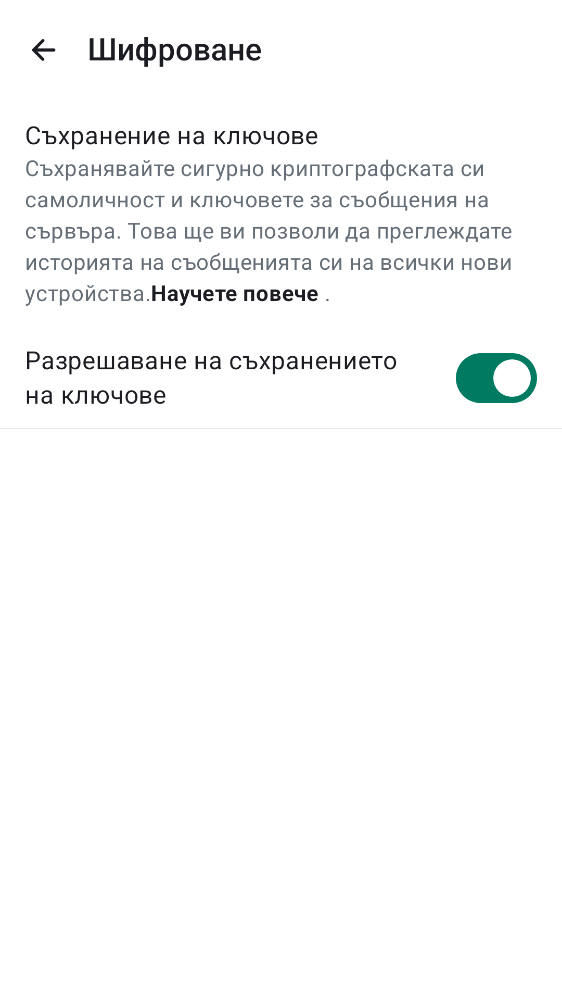 Шифроване
Съхранение на ключове
Съхранявайте сигурно криптографската си
самоличност и ключовете за съобщения на
сървъра. Това ще ви позволи да преглеждате
историята на съобщенията си на всички нови
устройства.Научете повече .
Разрешаване на съхранението
на ключове